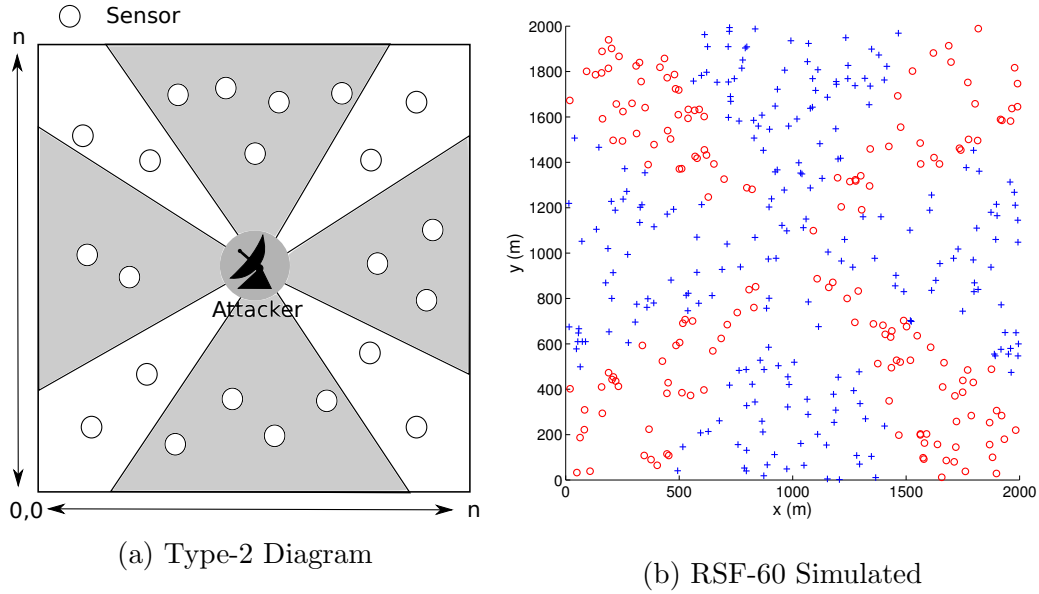 Sensor
n
Attacker
0,0
n
(a) Type-2 Diagram
2000
1800
1600
1400
1200
1000
800
600
400
200
0
y (m)
0
500
1000
1500
2000
x (m)
(b) RSF-60 Simulated